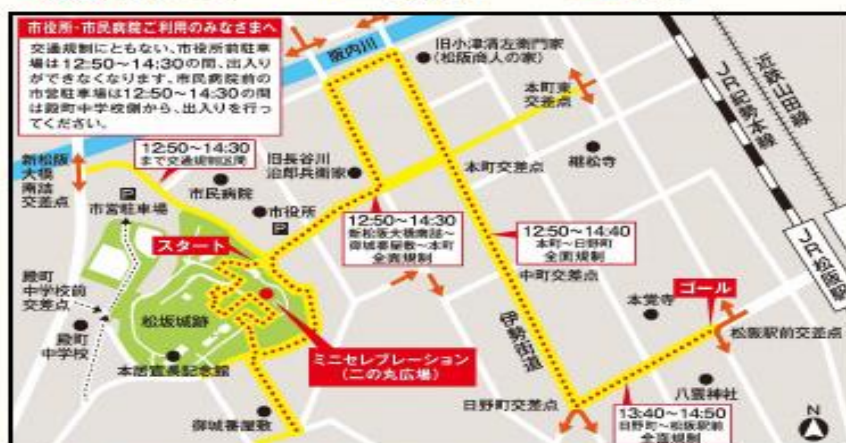 市役所・市民病院ご利用のみなさまへ
交通規制にともない、市役所前駐車
場は12:50〜14:30の間、出入り
ができなくなります。市民病院前の
市営駐車場は12:50〜14:30の間
は殿町中学校側から、出入りを行っ
てください。
阪内川
旧小津清左衛門家
(松阪商人の家)
本町東
交差点
JR紀勢本線
近鉄山田線
12:50〜14:30
まで交通規制区間
新松阪
大橋
南詰
交差点
旧長谷川
治郎兵衛家
本町交差点
継松寺
市民病院
P
市営駐車場
市役所
P
スタート
12:50〜14:30
新松阪大橋南詰〜
御城番屋敷〜本町
全面規制
12:50〜14:40
本町〜日野町
全面規制
中町交差点
JR松阪駅
殿町
中学校前
交差点
本覚寺
ゴール
松坂城跡
殿町
中学校
伊勢街道
松阪駅前交差点
ミニセレブレーション
(二の丸広場)
本居宣長記念館
八雲神社
御城番屋敷
日野町交差点
13:40〜14:50
日野町〜松阪駅前
全面規制
N